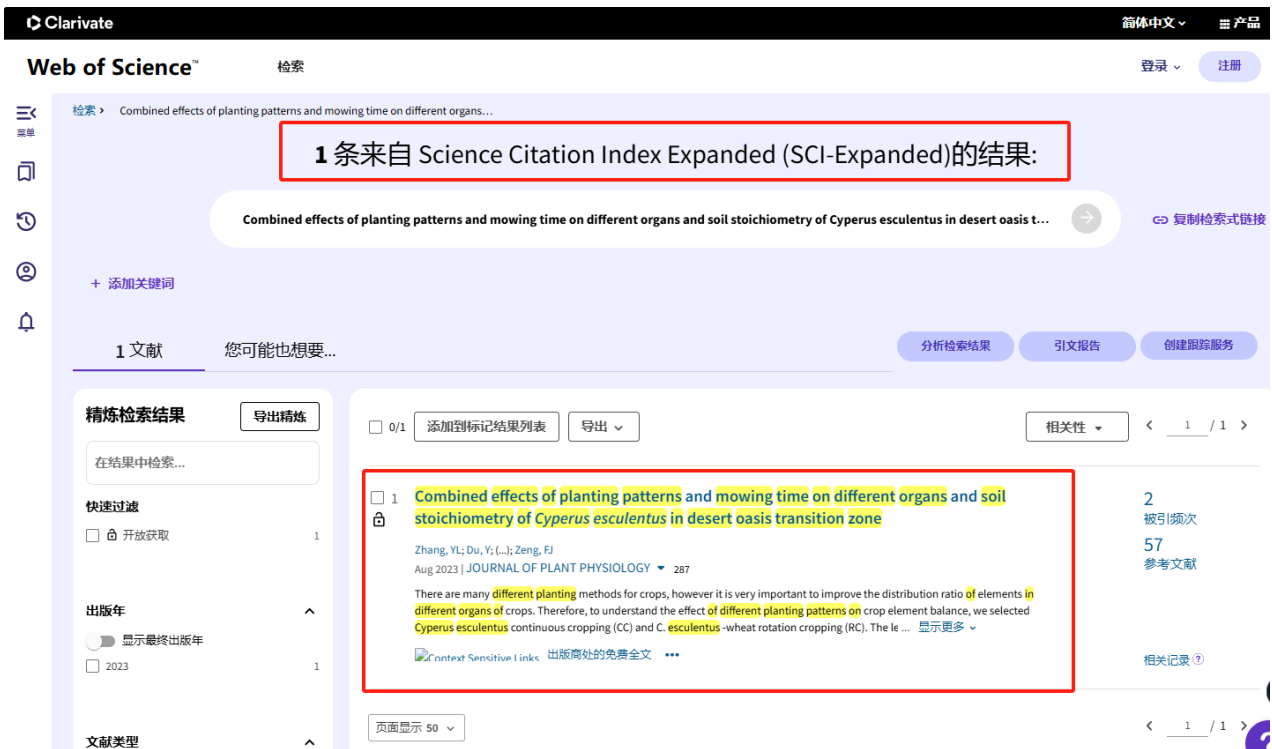 Clarivate
简体中文
产品
Web of Science™
检索
登录
注册
菜单
检索 › Combined effects of planting patterns and mowing time on different organs...
1 条来自 Science Citation Index Expanded (SCI-Expanded)的结果:
Combined effects of planting patterns and mowing time on different organs and soil stoichiometry of Cyperus esculentus in desert oasis t...
复制检索式链接
+ 添加关键词
1 文献
您可能也想要...
分析检索结果
引文报告
创建跟踪服务
精炼检索结果
导出精炼
在结果中检索...
快速过滤
开放获取 1
出版年
显示最终出版年
2023 1
文献类型
0/1
添加到标记结果列表
导出
相关性
1 / 1
1
Combined effects of planting patterns and mowing time on different organs and soil
stoichiometry of Cyperus esculentus in desert oasis transition zone
Zhang, YL; Du, Y; (...); Zeng, FJ
Aug 2023 | JOURNAL OF PLANT PHYSIOLOGY 287
There are many different planting methods for crops, however it is very important to improve the distribution ratio of elements in
different organs of crops. Therefore, to understand the effect of different planting patterns on crop element balance, we selected
Cyperus esculentus continuous cropping (CC) and C. esculentus -wheat rotation cropping (RC). The le ... 显示更多
Context Sensitive Links 出版商处的免费全文 •••
2
被引频次
57
参考文献
相关记录 ?
页面显示 50
1 / 1
?